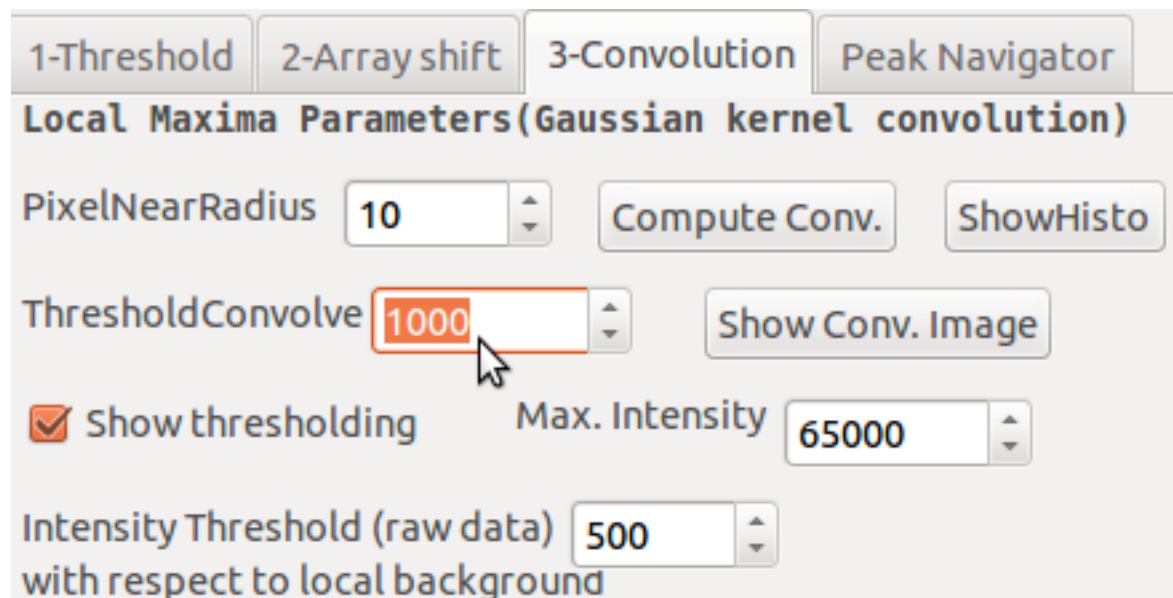 1-Threshold 2-Array shift 3-Convolution Peak Navigator
Local Maxima Parameters(Gaussian kernel convolution)
PixelNearRadius 10 Compute Conv. ShowHisto
ThresholdConvolve 1000 Show Conv. Image
Show thresholding Max. Intensity 65000
Intensity Threshold (raw data) 500
with respect to local background